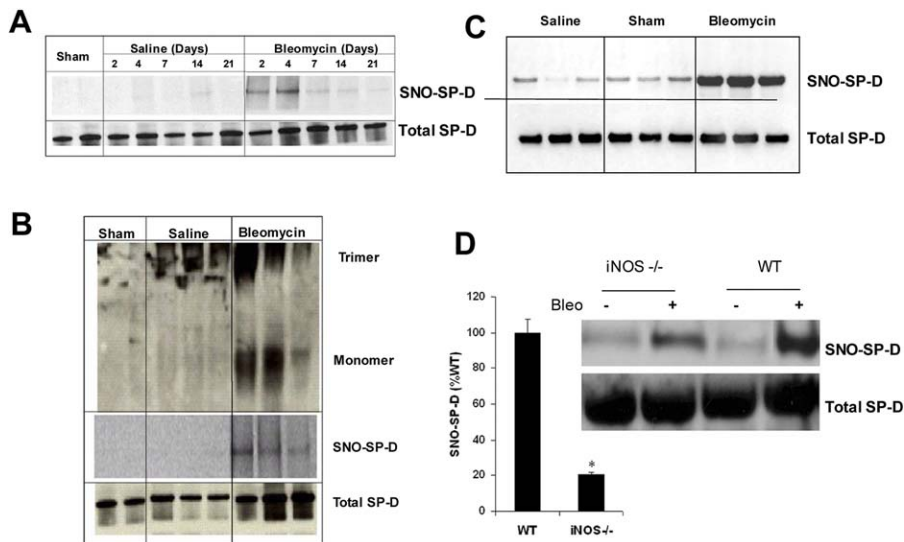 A
Sham
Saline (Days)
Bleomycin (Days)
2 4 7 14 21
2 4 7 14 21
SNO-SP-D
Total SP-D
B
Sham
Saline
Bleomycin
Trimer
Monomer
SNO-SP-D
Total SP-D
C
Saline
Sham
Bleomycin
SNO-SP-D
Total SP-D
D
iNOS -/-
WT
Bleo - + - +
SNO-SP-D
Total SP-D
SNO-SP-D (%WT)
120
100
80
60
40
20
0
*
WT
iNOS-/-